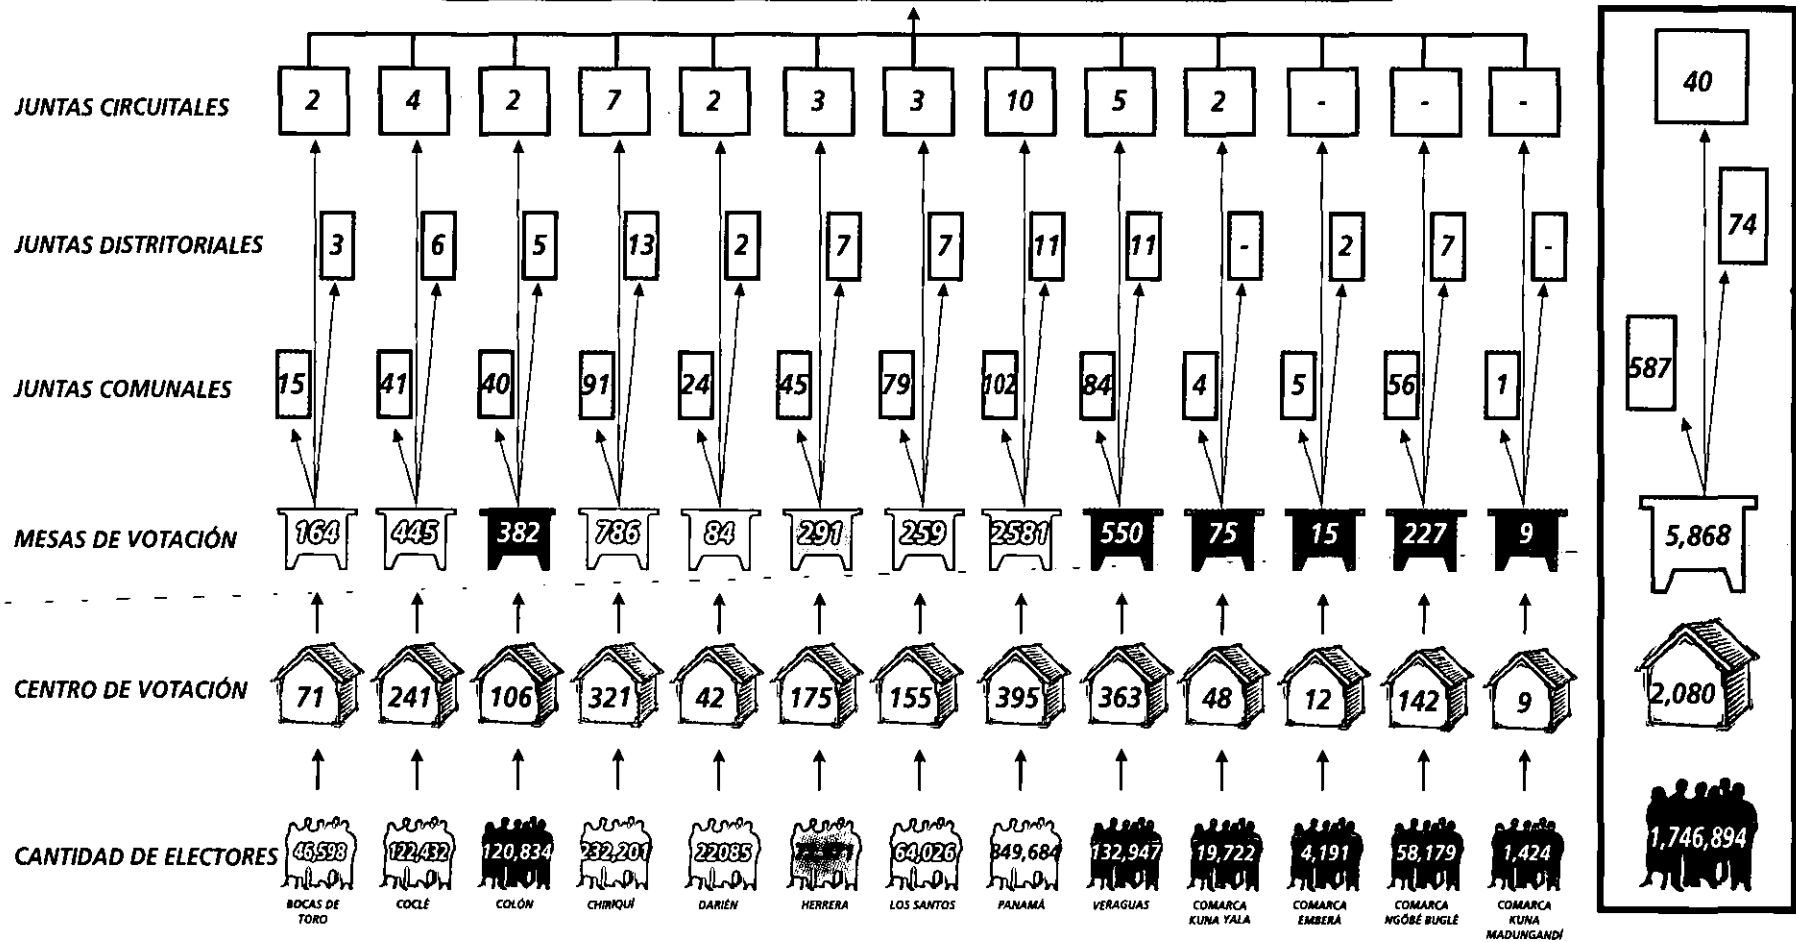 JUNTAS CIRCUITALES 2 4 2 7 2 3 3 10 5 2 - - - 40
JUNTAS DISTRITORIALES 3 6 5 13 2 7 7 11 11 - 2 7 - 74
JUNTAS COMUNALES 15 41 40 91 24 45 79 102 84 4 5 56 1 587
MESAS DE VOTACIÓN 164 445 382 786 84 291 259 2581 550 75 15 227 9 5,868
CENTRO DE VOTACIÓN 71 241 106 321 42 175 155 395 363 48 12 142 9 2,080
CANTIDAD DE ELECTORES 46,598 122,432 120,834 232,201 22085 64,026 849,684 132,947 19,722 4,191 58,179 1,424 1,746,894
BOCAS DE TORO
COCLÉ
COLÓN
CHIRIQUÍ
DARIÉN
HERRERA
LOS SANTOS
PANAMÁ
VERAGUAS
COMARCA
KUNA YALA
COMARCA
EMBERÁ
COMARCA
NGÖBÉ BUGLÉ
COMARCA
KUNA
MADUNGANDÍ